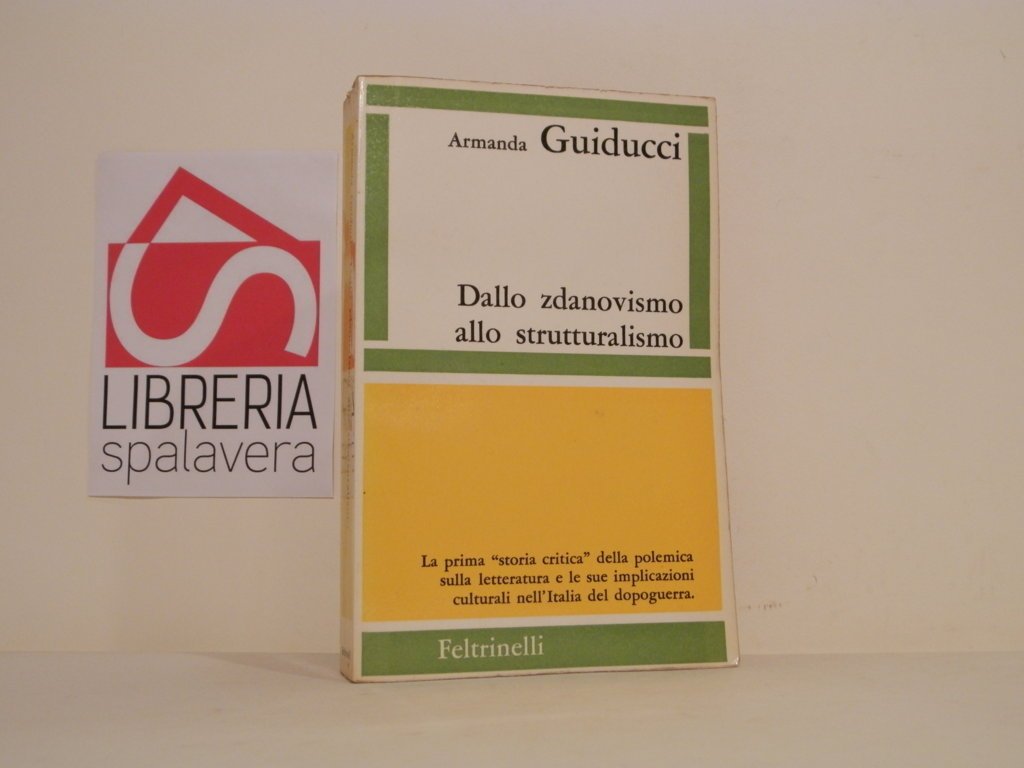 LIBRERIA
spalavera
Armanda Guiducci
Dallo zdanovismo
allo strutturalismo
La prima "storia critica" della polemica
sulla letteratura e le sue implicazioni
culturali nell'Italia del dopoguerra.
Feltrinelli